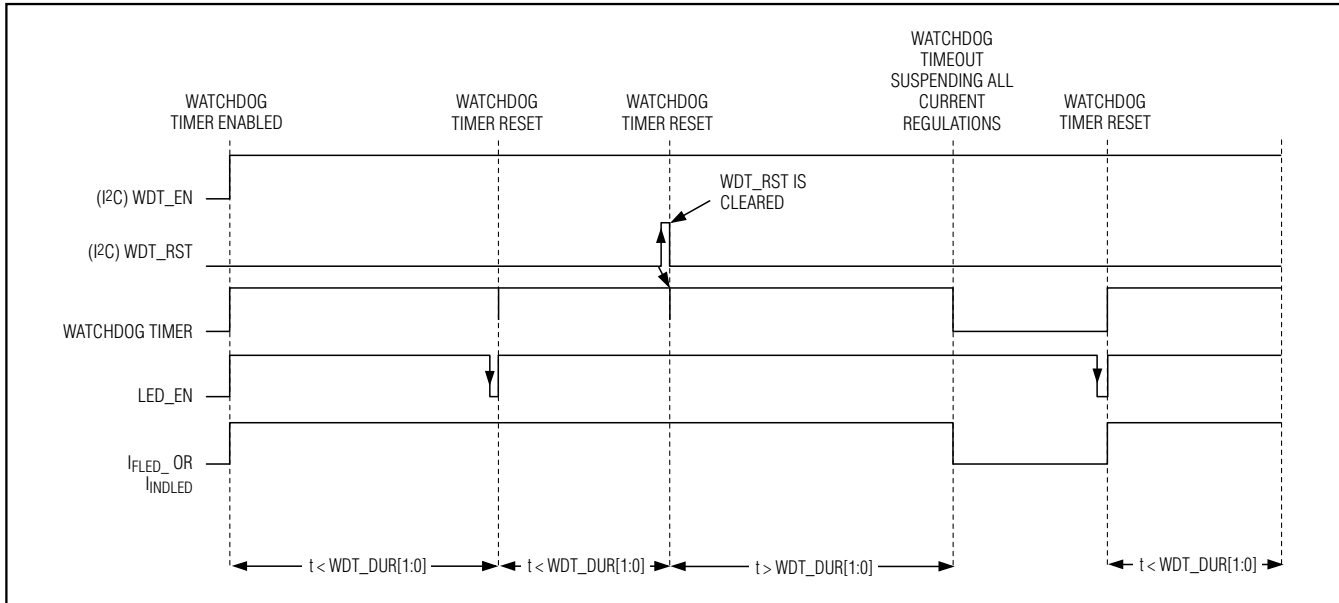 WATCHDOG
TIMER ENABLED
WATCHDOG
TIMER RESET
WATCHDOG
TIMER RESET
WATCHDOG
TIMEOUT
SUSPENDING ALL
CURRENT
REGULATIONS
WATCHDOG
TIMER RESET
(I²C) WDT_EN
WDT_RST IS
CLEARED
(I²C) WDT_RST
WATCHDOG TIMER
LED_EN
IFLED_ OR
IINDLED
t < WDT_DUR[1:0]
t < WDT_DUR[1:0]
t > WDT_DUR[1:0]
t < WDT_DUR[1:0]